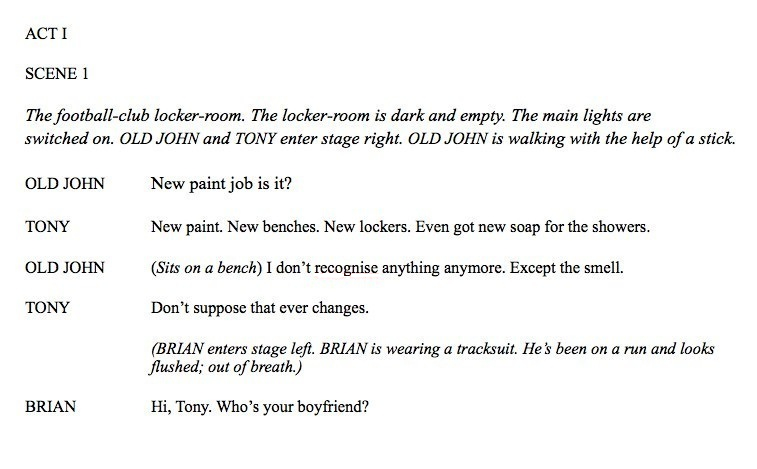 ACT I
SCENE 1
The football-club locker-room. The locker-room is dark and empty. The main lights are
switched on. OLD JOHN and TONY enter stage right. OLD JOHN is walking with the help of a stick.
OLD JOHN New paint job is it?
TONY New paint. New benches. New lockers. Even got new soap for the showers.
OLD JOHN (Sits on a bench) I don’t recognise anything anymore. Except the smell.
TONY Don’t suppose that ever changes.
(BRIAN enters stage left. BRIAN is wearing a tracksuit. He’s been on a run and looks
flushed; out of breath.)
BRIAN Hi, Tony. Who’s your boyfriend?